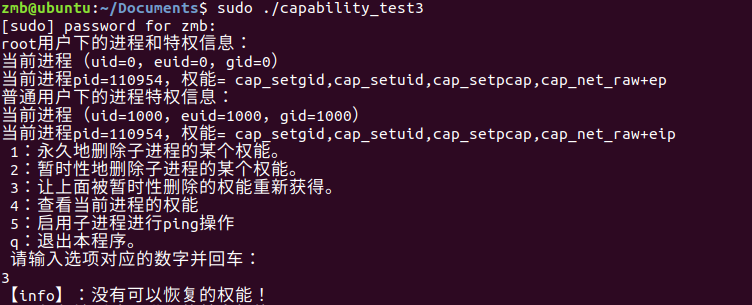 zmb@ubuntu:~/Documents$ sudo ./capability_test3
[sudo] password for zmb:
root用户下的进程和特权信息：
当前进程（uid=0，euid=0，gid=0）
当前进程pid=110954，权能= cap_setgid,cap_setuid,cap_setpcap,cap_net_raw+ep
普通用户下的进程特权信息：
当前进程（uid=1000，euid=1000，gid=1000）
当前进程pid=110954，权能= cap_setgid,cap_setuid,cap_setpcap,cap_net_raw+eip
1：永久地删除子进程的某个权能。
2：暂时性地删除子进程的某个权能。
3：让上面被暂时性删除的权能重新获得。
4：查看当前进程的权能
5：启用子进程进行ping操作
q：退出本程序。
请输入选项对应的数字并回车：
3
【info】：没有可以恢复的权能！